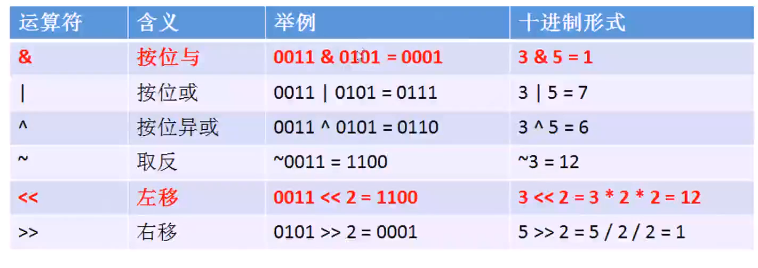 运算符 含义 举例 十进制形式
& 按位与 0011 & 0101 = 0001 3 & 5 = 1
| 按位或 0011 | 0101 = 0111 3 | 5 = 7
^ 按位异或 0011 ^ 0101 = 0110 3 ^ 5 = 6
~ 取反 ~0011 = 1100 ~3 = 12
<< 左移 0011 << 2 = 1100 3 << 2 = 3 * 2 * 2 = 12
>> 右移 0101 >> 2 = 0001 5 >> 2 = 5 / 2 / 2 = 1